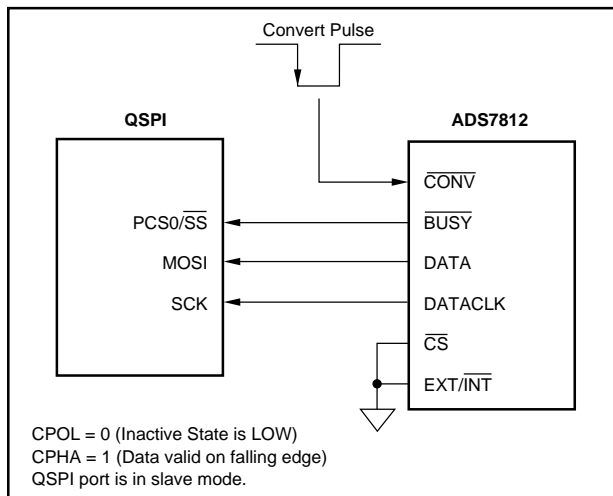 Convert Pulse
QSPI
ADS7812
CONV
PCS0/SS
BUSY
MOSI
DATA
SCK
DATACLK
CS
EXT/INT
CPOL = 0 (Inactive State is LOW)
CPHA = 1 (Data valid on falling edge)
QSPI port is in slave mode.